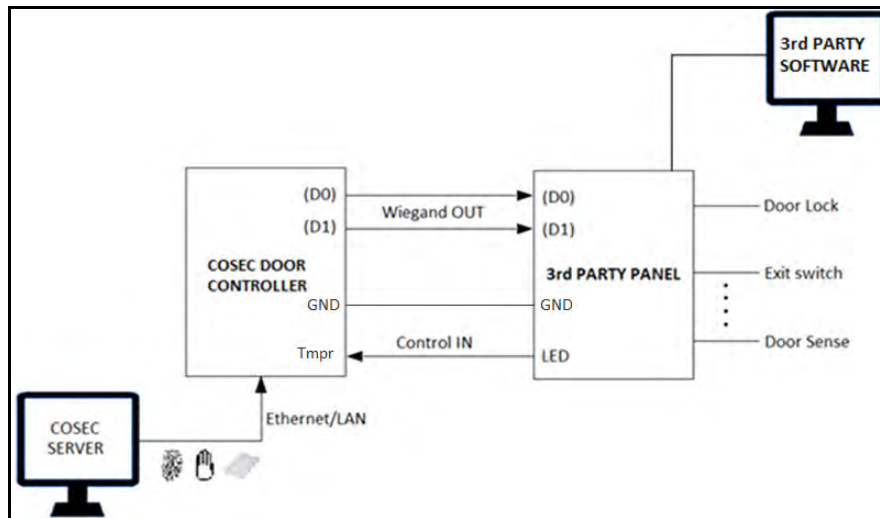 3rd PARTY
SOFTWARE
(D0)
(D1)
COSEC DOOR
CONTROLLER
GND
Tmpr
Wiegand OUT
Control IN
(D0)
(D1)
3rd PARTY PANEL
GND
LED
Door Lock
Exit switch
Door Sense
COSEC
SERVER
Ethernet/LAN